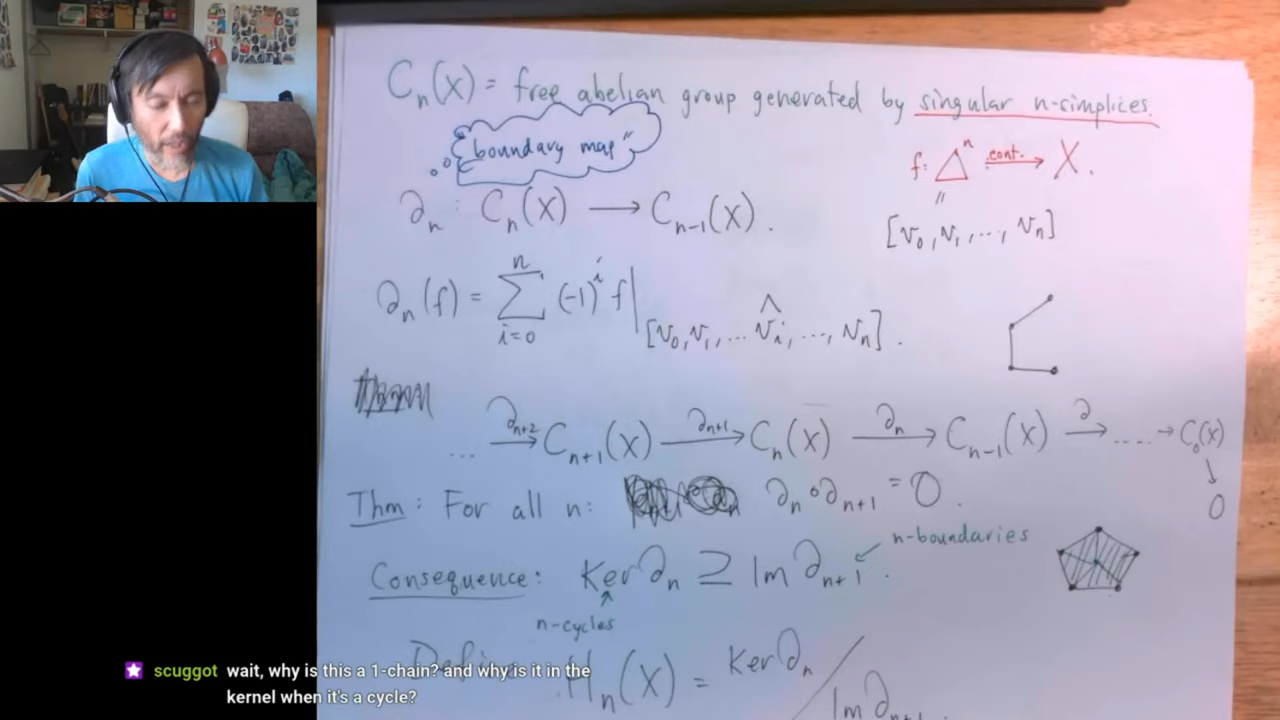 Cₙ(X) = free abelian group generated by singular n-simplices.
"boundary map"
f: Δⁿ cont. → X.
=
[v₀, v₁, ..., vₙ]
∂ₙ : Cₙ(X) → Cₙ₋₁(X).
∂ₙ(f) = Σⁿᵢ₌₀ (-1)ⁱ f|[v₀, v₁, ... v̂ᵢ, ..., vₙ].
... ∂ₙ₊₂→ Cₙ₊₁(X) ∂ₙ₊₁→ Cₙ(X) ∂ₙ→ Cₙ₋₁(X) ∂→ ..... → C₀(X)
↓
0
Thm: For all n: ∂ₙ∘∂ₙ₊₁ = 0.
n-boundaries
Consequence: Ker ∂ₙ ⊇ Im ∂ₙ₊₁.
n-cycles
Hₙ(X) = Ker ∂ₙ / Im ∂ₙ₊₁
scuggot wait, why is this a 1-chain? and why is it in the
kernel when it's a cycle?